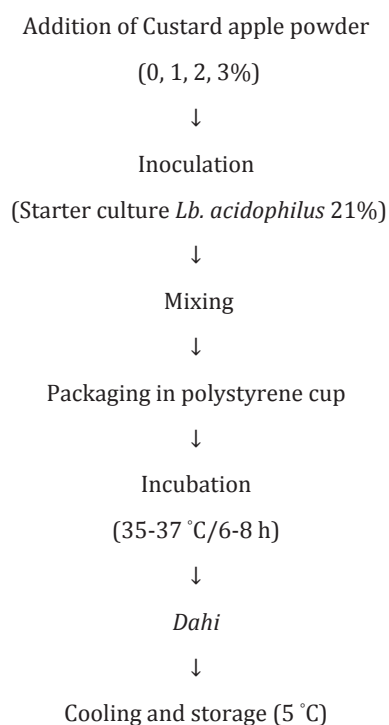 Addition of Custard apple powder
(0, 1, 2, 3%)
↓
Inoculation
(Starter culture Lb. acidophilus 21%)
↓
Mixing
↓
Packaging in polystyrene cup
↓
Incubation
(35-37 °C/6-8 h)
↓
Dahi
↓
Cooling and storage (5 °C)